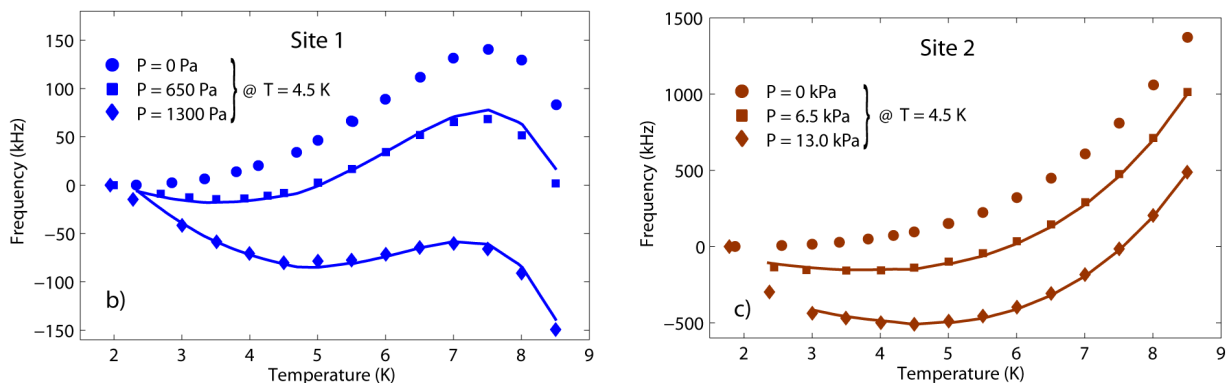 Site 1
P = 0 Pa
P = 650 Pa
P = 1300 Pa
@ T = 4.5 K
150
100
50
0
−50
−100
−150
Frequency (kHz)
b)
2 3 4 5 6 7 8 9
Temperature (K)
Site 2
P = 0 kPa
P = 6.5 kPa
P = 13.0 kPa
@ T = 4.5 K
1500
1000
500
0
−500
Frequency (kHz)
c)
2 3 4 5 6 7 8 9
Temperature (K)